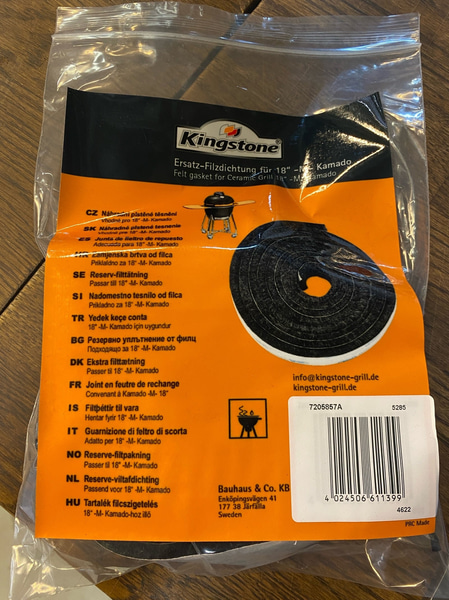 Kingstone
Ersatz-Filzdichtung für 18" -M- Kamado
Felt gasket for Ceramic Grill 18" -M- Kamado
CZ Náhradní plstěné těsnění
Vhodné pro 18" -M- Kamado
SK Náhradné plstené tesnenie
Vhodné pre 18" -M- Kamado
ES Junta de fieltro de repuesto
Adecuada para 18" -M- Kamado
Zamjenska brtva od filca
Prikladno za 18" -M- Kamado
SE Reserv-filttätning
Passar till 18" -M- Kamado
SI Nadomestno tesnilo od filca
Priklaldno za 18" -M- Kamado
TR Yedek keçe conta
18" -M- Kamado için uygundur
BG Резервно уплътнение от филц
Подходящо за 18" -M- Kamado
DK Ekstra filttætning
Passer til 18" -M- Kamado
FR Joint en feutre de rechange
Convenant à Kamado -M- 18"
IS Filtþéttir til vara
Hentar fyrir 18" -M- Kamado
IT Guarnizione di feltro di scorta
Adatto per 18" -M- Kamado
NO Reserve-filtpakning
Passer til 18" -M- Kamado
NL Reserve-viltafdichting
Passend voor 18" -M- Kamado
HU Tartalék filcszigetelés
18" -M- Kamado-hoz illő
info@kingstone-grill.de
kingstone-grill.de
Bauhaus & Co. KB
Enköpingsvägen 41
177 38 Järfälla
Sweden
7205857A 5285
4 024506 611399
4622
PRC Made